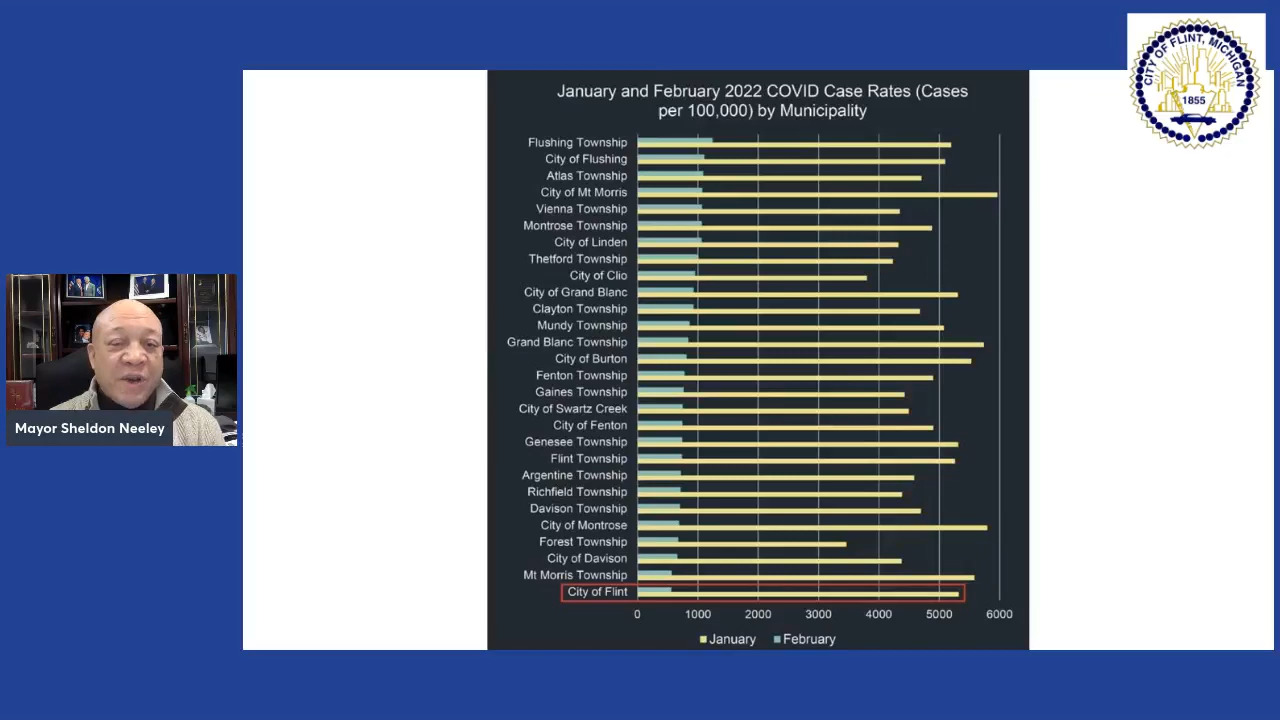 January and February 2022 COVID Case Rates (Cases
per 100,000) by Municipality
Flushing Township
City of Flushing
Atlas Township
City of Mt Morris
Vienna Township
Montrose Township
City of Linden
Thetford Township
City of Clio
City of Grand Blanc
Clayton Township
Mundy Township
Grand Blanc Township
City of Burton
Fenton Township
Gaines Township
City of Swartz Creek
City of Fenton
Genesee Township
Flint Township
Argentine Township
Richfield Township
Davison Township
City of Montrose
Forest Township
City of Davison
Mt Morris Township
City of Flint
0 1000 2000 3000 4000 5000 6000
January February
Mayor Sheldon Neeley
CITY OF FLINT, MICHIGAN
1855